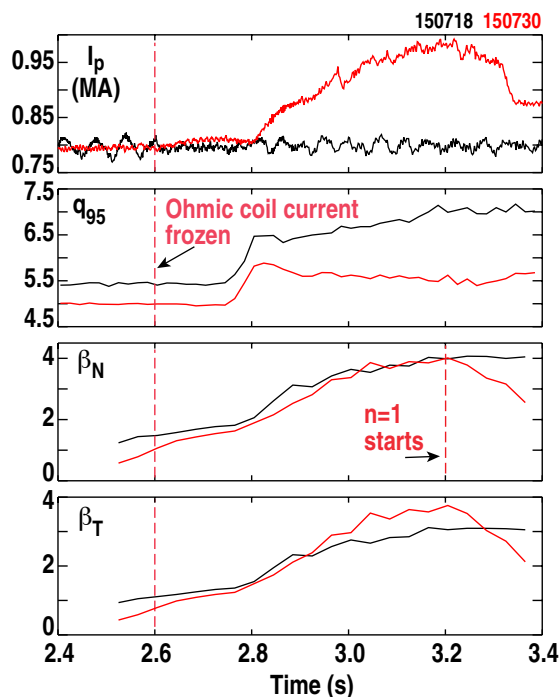 150718 150730
0.95
I_p
(MA)
0.85
0.75
7.5
q_95
6.5
Ohmic coil current
frozen
5.5
4.5
4
β_N
2
n=1
starts
0
4
β_T
2
0
2.4 2.6 2.8 3.0 3.2 3.4
Time (s)